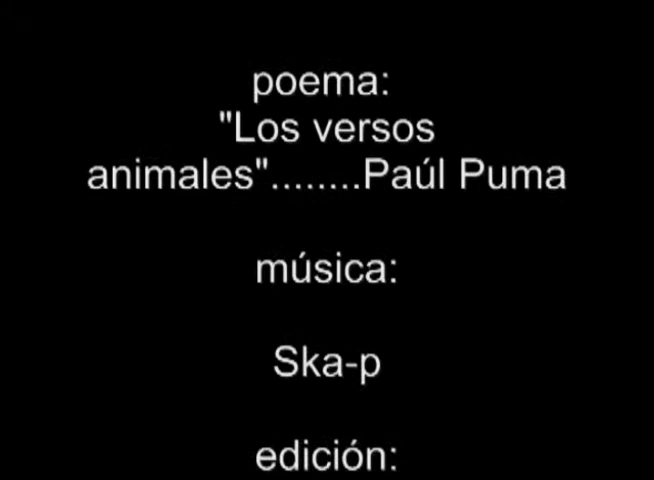 poema:
"Los versos
animales"........Paúl Puma
música:
Ska-p
edición: